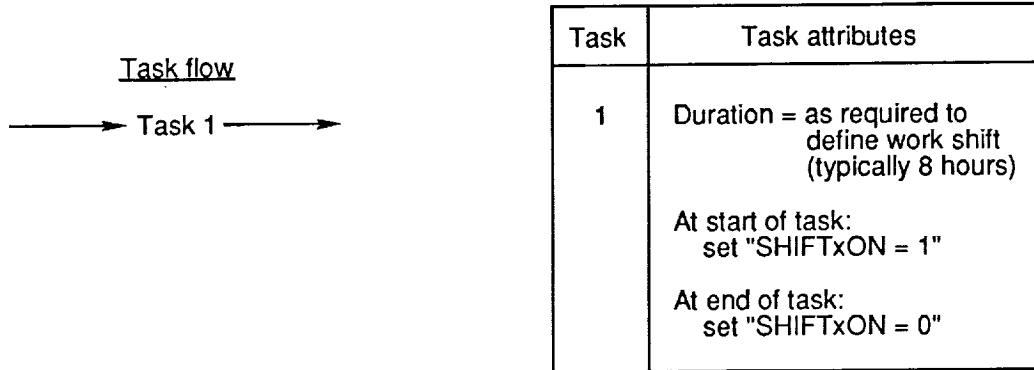 Task flow
Task 1
Task
Task attributes
1
Duration = as required to
define work shift
(typically 8 hours)
At start of task:
set "SHIFTxON = 1"
At end of task:
set "SHIFTxON = 0"